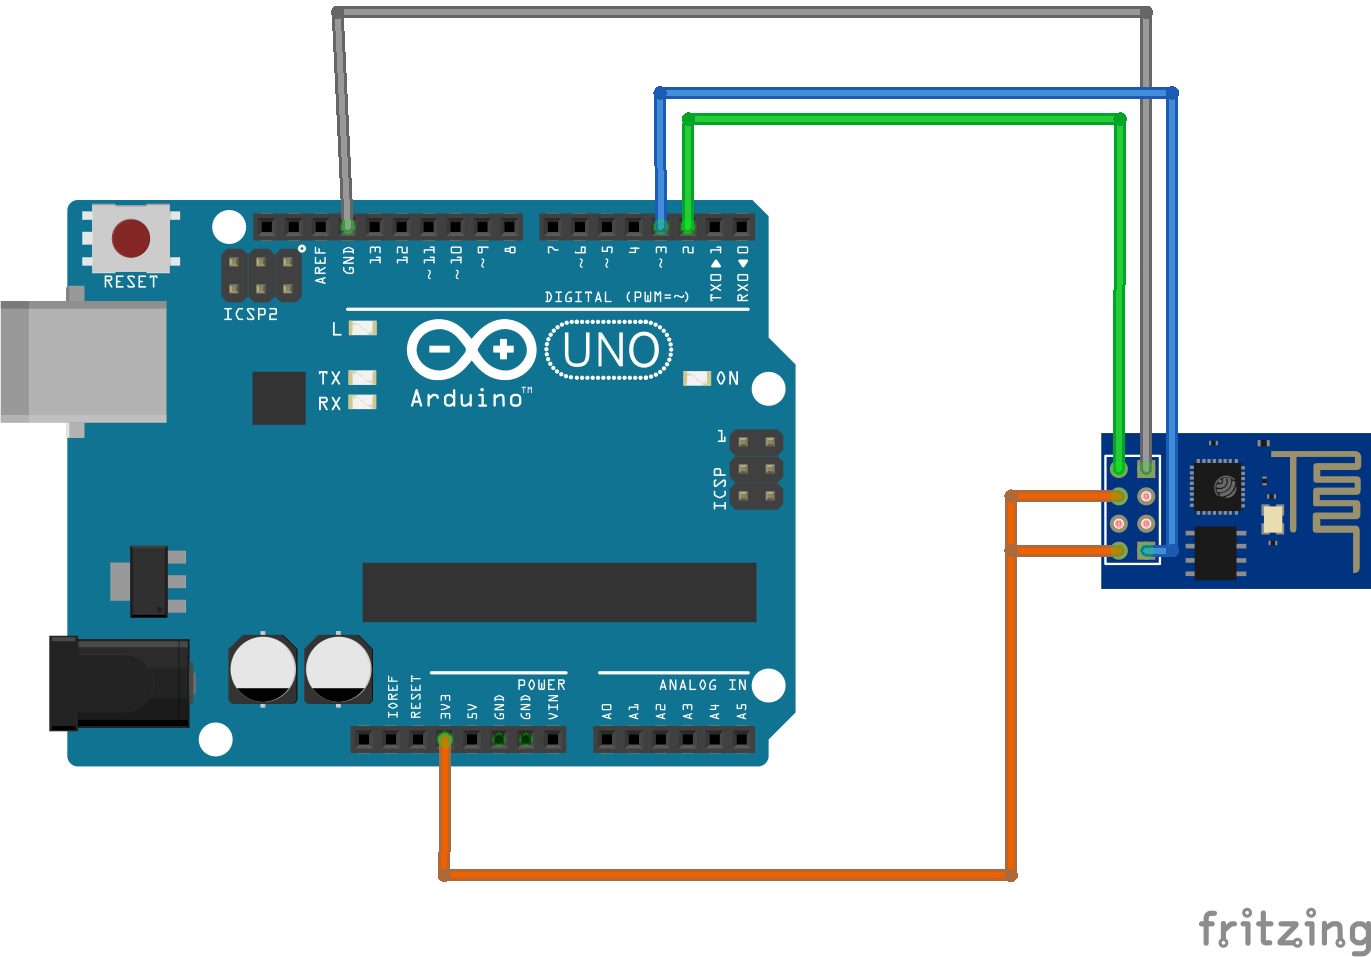 RESET
ICSP2
AREF
GND
13
12
~11
~10
~9
8
7
~6
~5
4
~3
2
TX0▶1
RX0◀0
DIGITAL (PWM=~)
L
TX
RX
UNO
Arduino™
ON
1
ICSP
IOREF
RESET
3V3
5V
GND
GND
VIN
POWER
ANALOG IN
A0
A1
A2
A3
A4
A5
fritzing